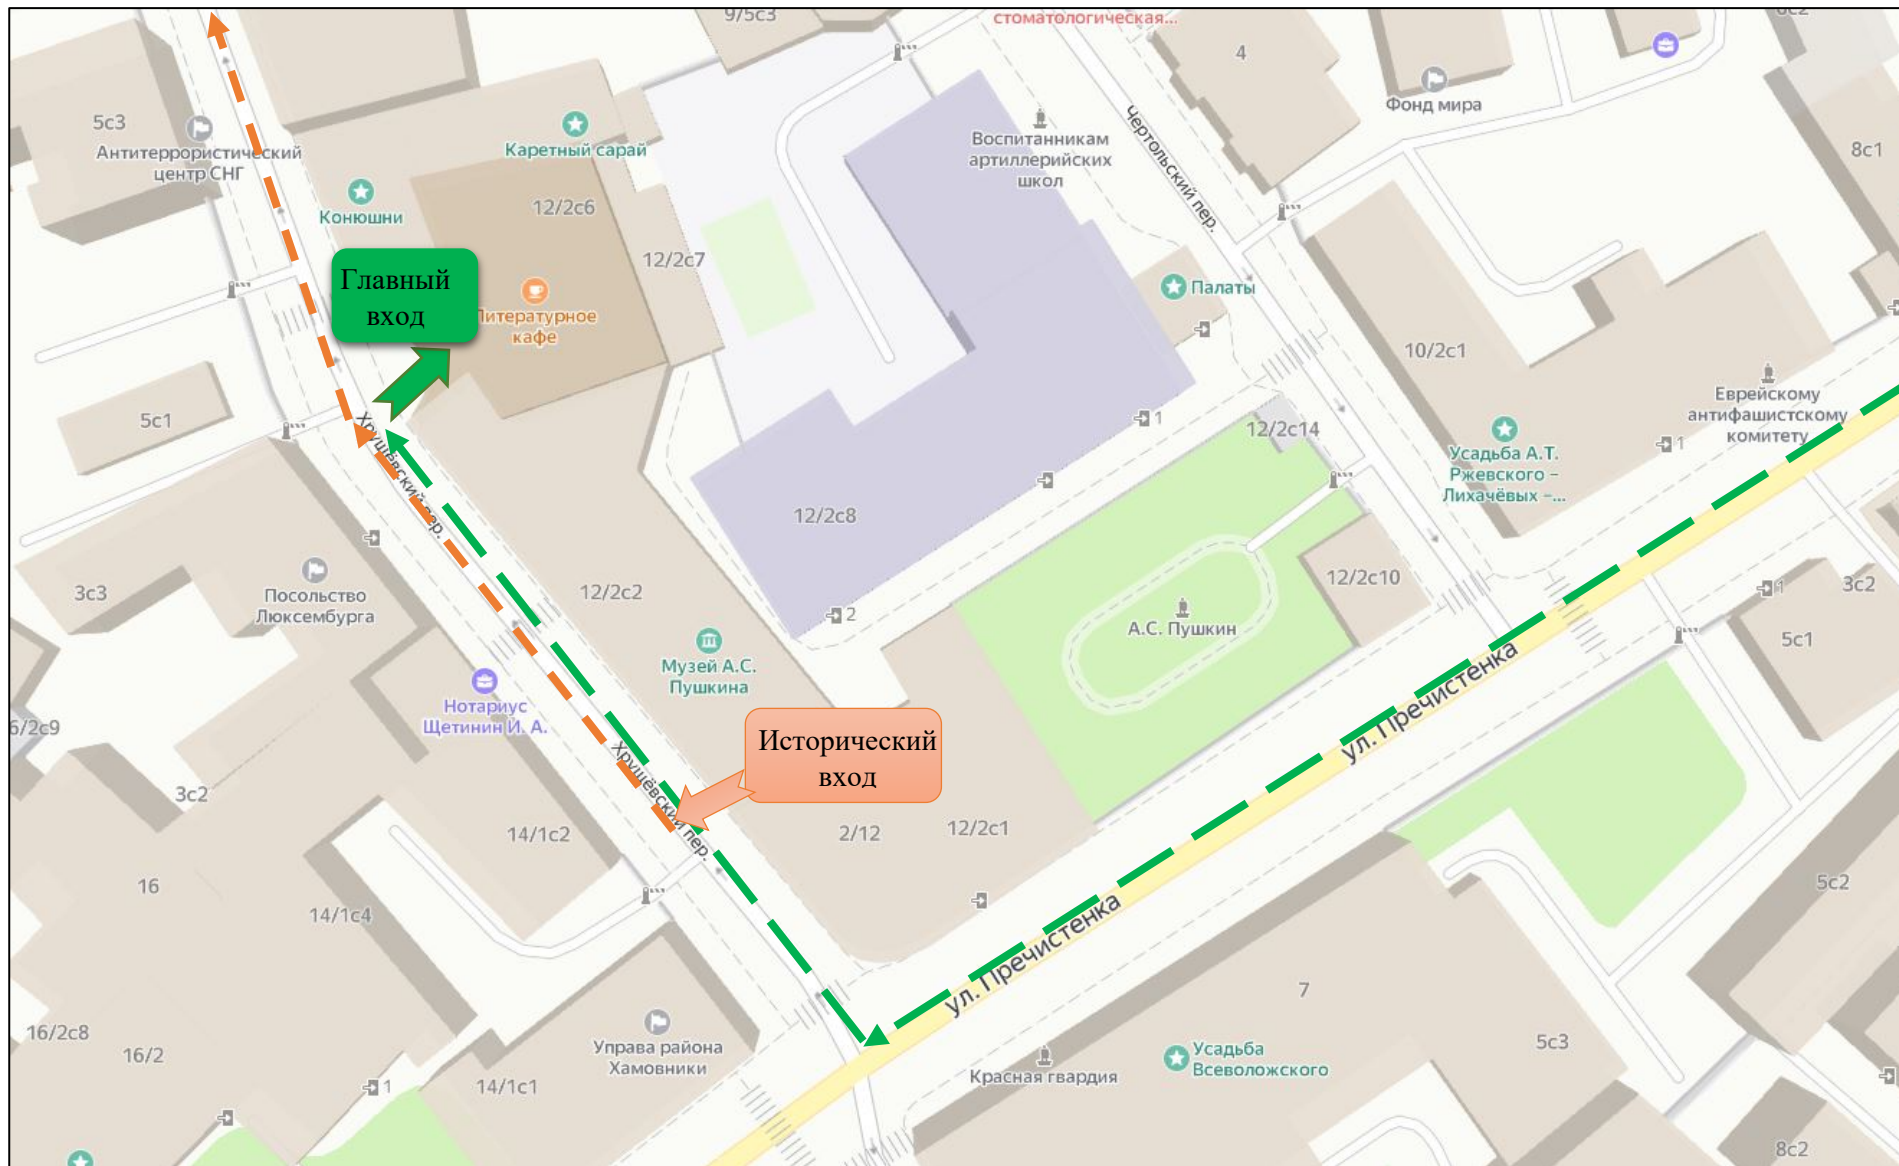 9/5с3
стоматологическая...
6с2
4
Фонд мира
5с3
Антитеррористический
центр СНГ
Каретный сарай
Воспитанникам
артиллерийских
школ
Чертольский пер.
8с1
Конюшни
12/2с6
12/2с7
Главный
вход
Литературное
кафе
Палаты
10/2с1
Еврейскому
антифашистскому
комитету
1
5с1
Хрущёвский пер.
1
12/2с14
Усадьба А.Т.
Ржевского –
Лихачёвых –...
12/2с8
3с3
Посольство
Люксембурга
12/2с2
2
12/2с10
А.С. Пушкин
1
3с2
5с1
Музей А.С.
Пушкина
Нотариус
Щетинин И. А.
6/2с9
ул. Пречистенка
Исторический
вход
Хрущёвский пер.
3с2
14/1с2
2/12
12/2с1
16
14/1с4
5с2
ул. Пречистенка
7
16/2с8
16/2
Управа района
Хамовники
5с3
Усадьба
Всеволожского
Красная гвардия
1
14/1с1
8с2